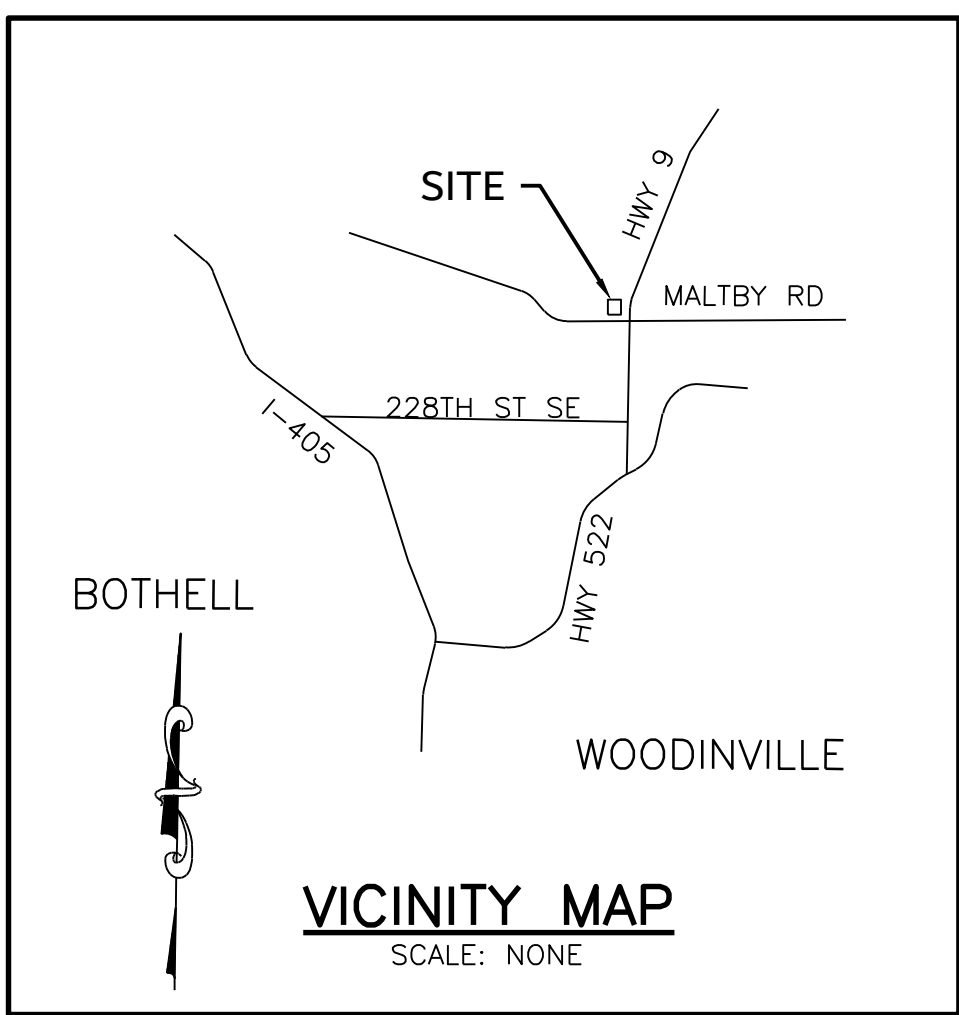 SITE
HWY 9
MALTBY RD
228TH ST SE
I-405
HWY 522
BOTHELL
WOODINVILLE
VICINITY MAP
SCALE: NONE